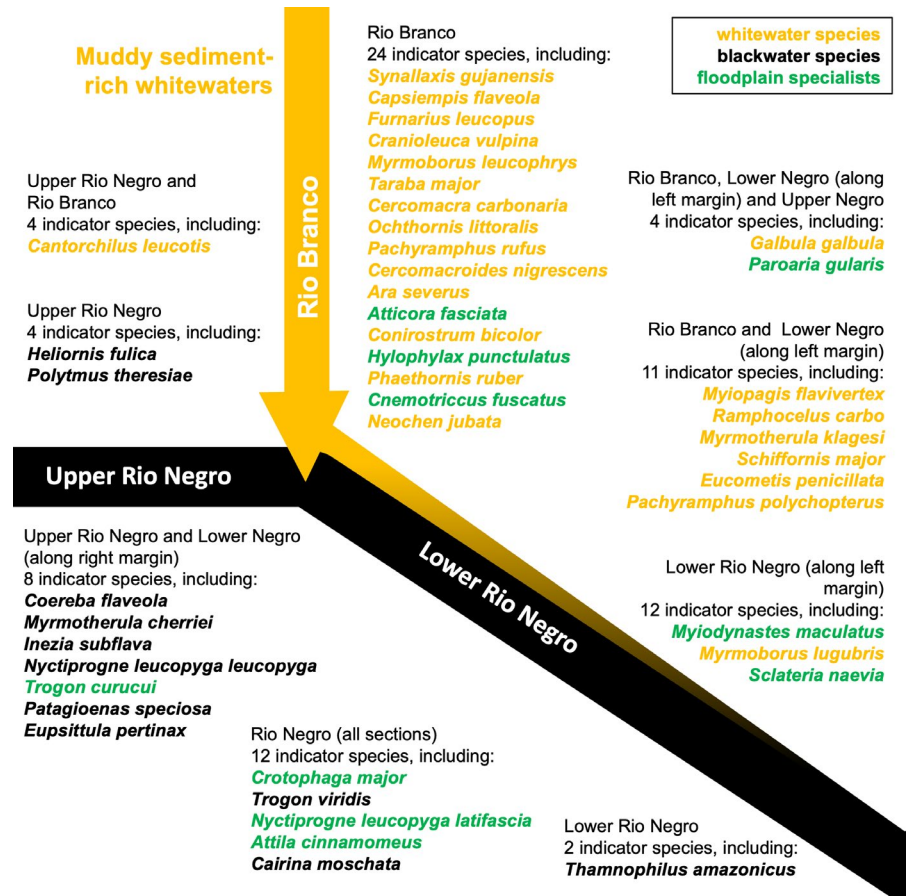 Muddy sediment-
rich whitewaters
Rio Branco
24 indicator species, including:
Synallaxis gujanensis
Capsiempis flaveola
Furnarius leucopus
Cranioleuca vulpina
Myrmoborus leucophrys
Taraba major
Cercomacra carbonaria
Ochthornis littoralis
Pachyramphus rufus
Cercomacroides nigrescens
Ara severus
Atticora fasciata
Conirostrum bicolor
Hylophylax punctulatus
Phaethornis ruber
Cnemotriccus fuscatus
Neochen jubata
whitewater species
blackwater species
floodplain specialists
Upper Rio Negro and
Rio Branco
4 indicator species, including:
Cantorchilus leucotis
Upper Rio Negro
4 indicator species, including:
Heliornis fulica
Polytmus theresiae
Rio Branco
Rio Branco, Lower Negro (along
left margin) and Upper Negro
4 indicator species, including:
Galbula galbula
Paroaria gularis
Rio Branco and Lower Negro
(along left margin)
11 indicator species, including:
Myiopagis flavivertex
Ramphocelus carbo
Myrmotherula klagesi
Schiffornis major
Eucometis penicillata
Pachyramphus polychopterus
Upper Rio Negro
Lower Rio Negro
Upper Rio Negro and Lower Negro
(along right margin)
8 indicator species, including:
Coereba flaveola
Myrmotherula cherriei
Inezia subflava
Nyctiprogne leucopyga leucopyga
Trogon curucui
Patagioenas speciosa
Eupsittula pertinax
Lower Rio Negro (along left
margin)
12 indicator species, including:
Myiodynastes maculatus
Myrmoborus lugubris
Sclateria naevia
Rio Negro (all sections)
12 indicator species, including:
Crotophaga major
Trogon viridis
Nyctiprogne leucopyga latifascia
Attila cinnamomeus
Cairina moschata
Lower Rio Negro
2 indicator species, including:
Thamnophilus amazonicus